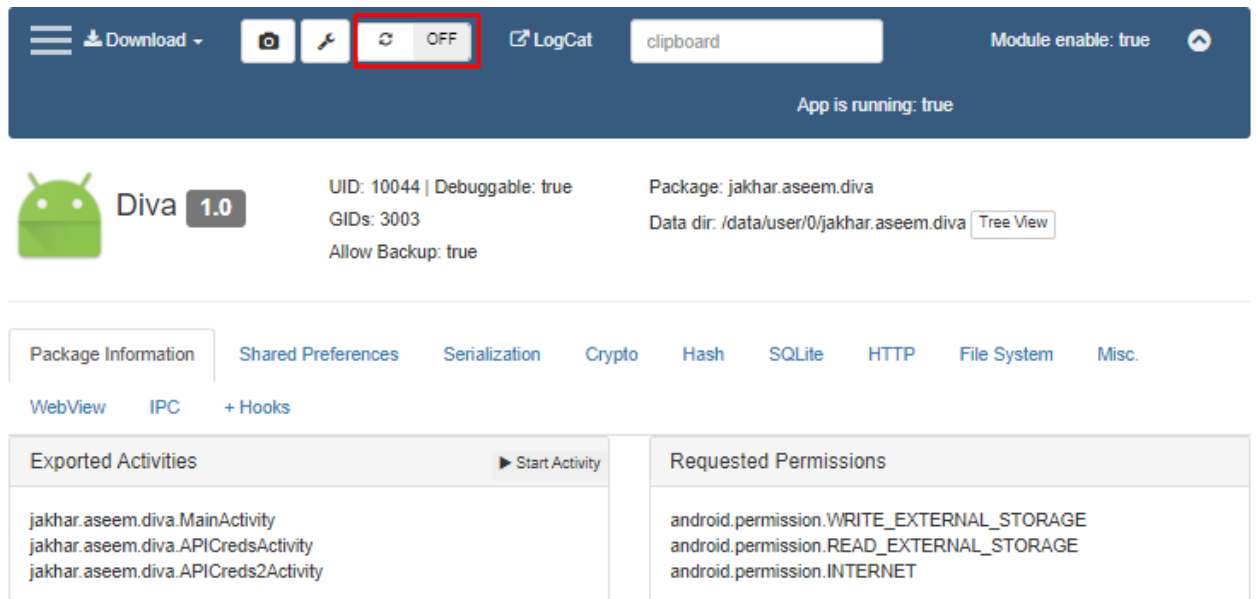 Download OFF LogCat clipboard Module enable: true
App is running: true
Diva 1.0
UID: 10044 | Debuggable: true
GIDs: 3003
Allow Backup: true
Package: jakhar.aseem.diva
Data dir: /data/user/0/jakhar.aseem.diva Tree View
Package Information Shared Preferences Serialization Crypto Hash SQLite HTTP File System Misc.
WebView IPC + Hooks
Exported Activities Start Activity
jakhar.aseem.diva.MainActivity
jakhar.aseem.diva.APICredsActivity
jakhar.aseem.diva.APICreds2Activity
Requested Permissions
android.permission.WRITE_EXTERNAL_STORAGE
android.permission.READ_EXTERNAL_STORAGE
android.permission.INTERNET